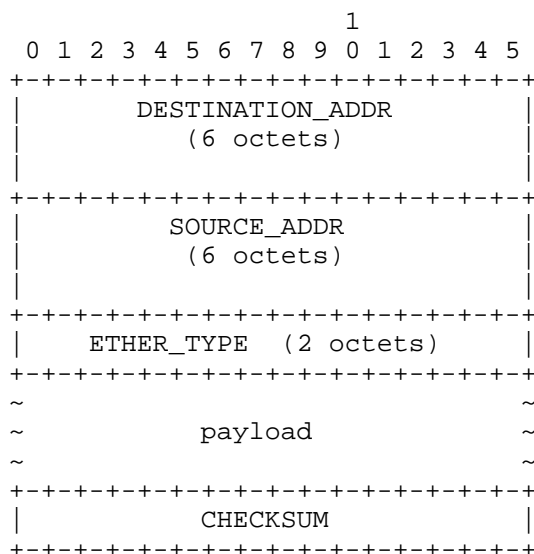 1
 0 1 2 3 4 5 6 7 8 9 0 1 2 3 4 5
+-+-+-+-+-+-+-+-+-+-+-+-+-+-+-+-+
|        DESTINATION_ADDR        |
|           (6 octets)           |
|                                |
+-+-+-+-+-+-+-+-+-+-+-+-+-+-+-+-+
|          SOURCE_ADDR           |
|           (6 octets)           |
|                                |
+-+-+-+-+-+-+-+-+-+-+-+-+-+-+-+-+
|     ETHER_TYPE  (2 octets)     |
+-+-+-+-+-+-+-+-+-+-+-+-+-+-+-+-+
~                                ~
~            payload             ~
~                                ~
+-+-+-+-+-+-+-+-+-+-+-+-+-+-+-+-+
|            CHECKSUM            |
+-+-+-+-+-+-+-+-+-+-+-+-+-+-+-+-+